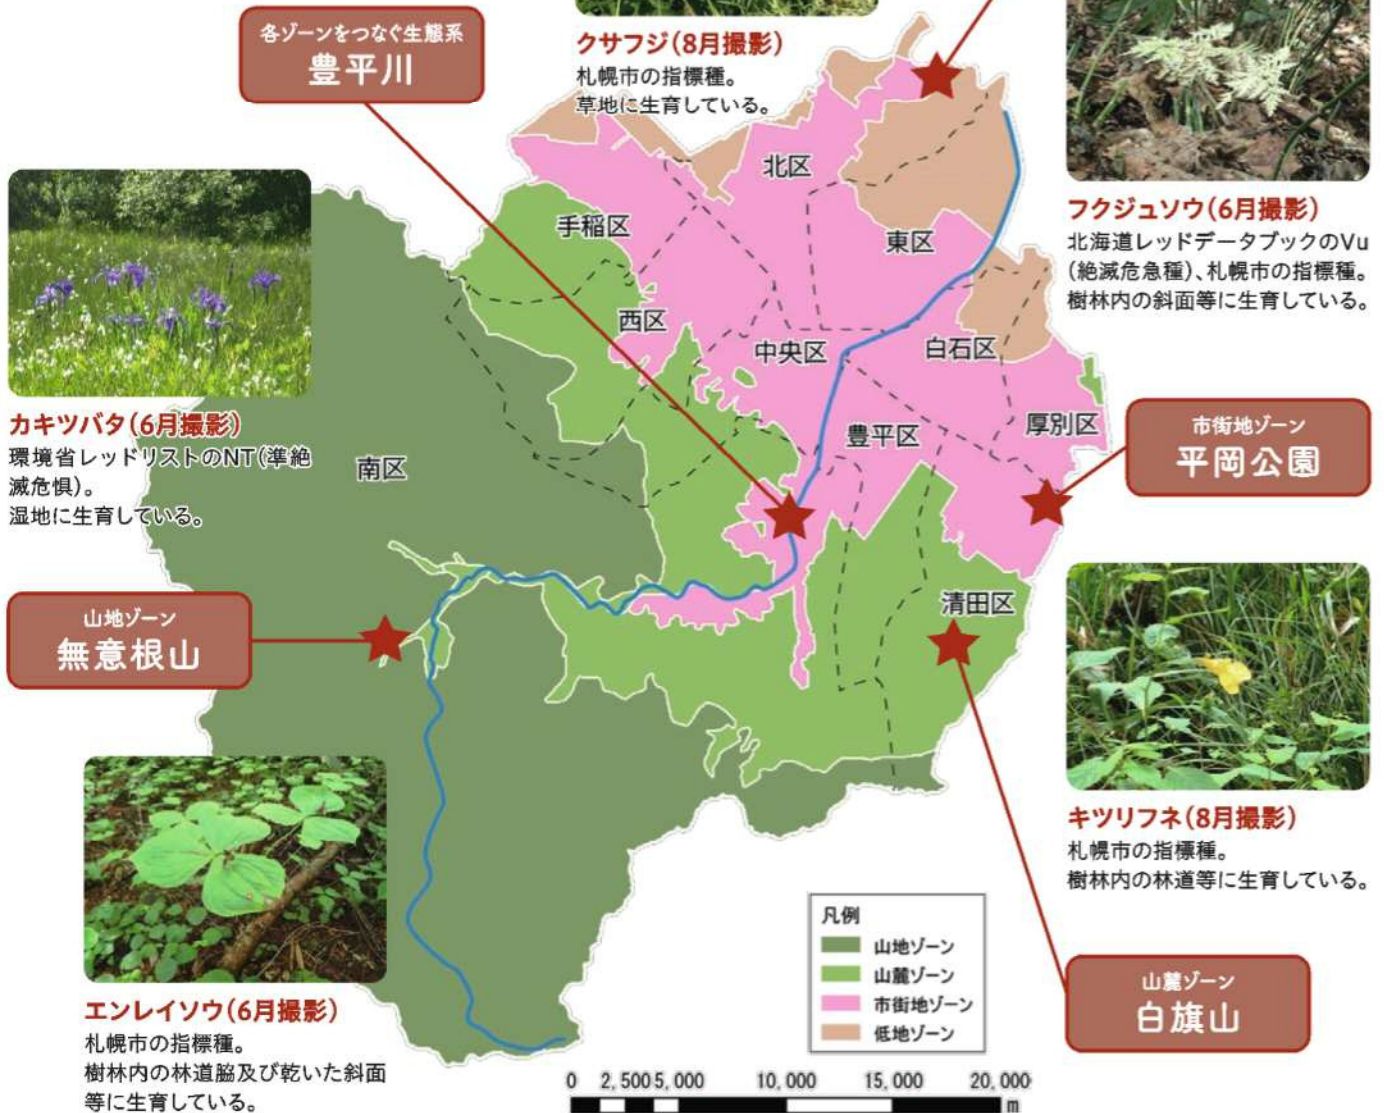 各ゾーンをつなぐ生態系
豊平川
クサフジ(8月撮影)
札幌市の指標種。
草地に生育している。
フクジュソウ(6月撮影)
北海道レッドデータブックのVu
(絶滅危急種)、札幌市の指標種。
樹林内の斜面等に生育している。
カキツバタ(6月撮影)
環境省レッドリストのNT(準絶
滅危惧)。
湿地に生育している。
北区
手稲区
東区
西区
中央区
白石区
厚別区
豊平区
南区
清田区
市街地ゾーン
平岡公園
山地ゾーン
無意根山
キツリフネ(8月撮影)
札幌市の指標種。
樹林内の林道等に生育している。
エンレイソウ(6月撮影)
札幌市の指標種。
樹林内の林道脇及び乾いた斜面
等に生育している。
山麓ゾーン
白旗山
凡例
山地ゾーン
山麓ゾーン
市街地ゾーン
低地ゾーン
0 2,500 5,000 10,000 15,000 20,000
m